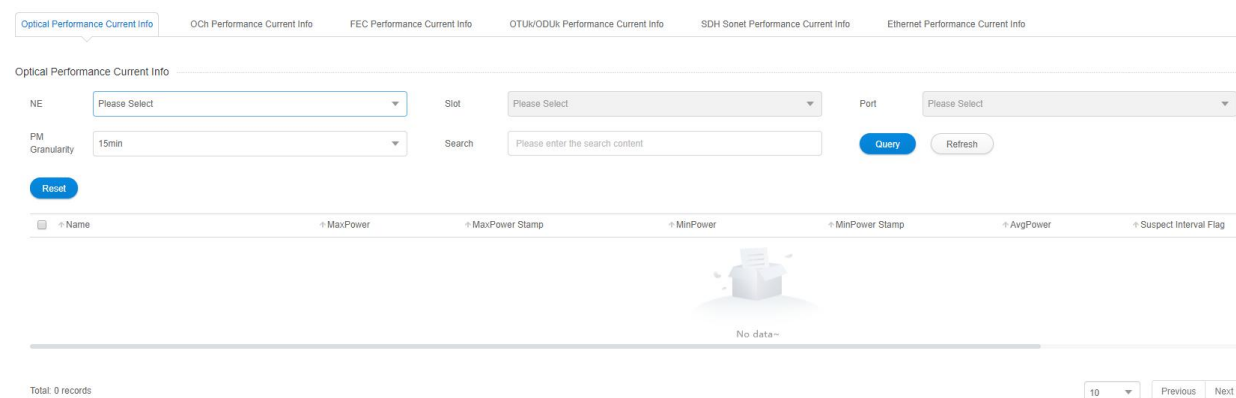 Optical Performance Current Info OCh Performance Current Info FEC Performance Current Info OTUk/ODUk Performance Current Info SDH Sonet Performance Current Info Ethernet Performance Current Info
Optical Performance Current Info
NE Please Select Slot Please Select Port Please Select
PM Granularity 15min Search Please enter the search content Query Refresh
Reset
Name MaxPower MaxPower Stamp MinPower MinPower Stamp AvgPower Suspect Interval Flag
No data~
Total: 0 records 10 Previous Next